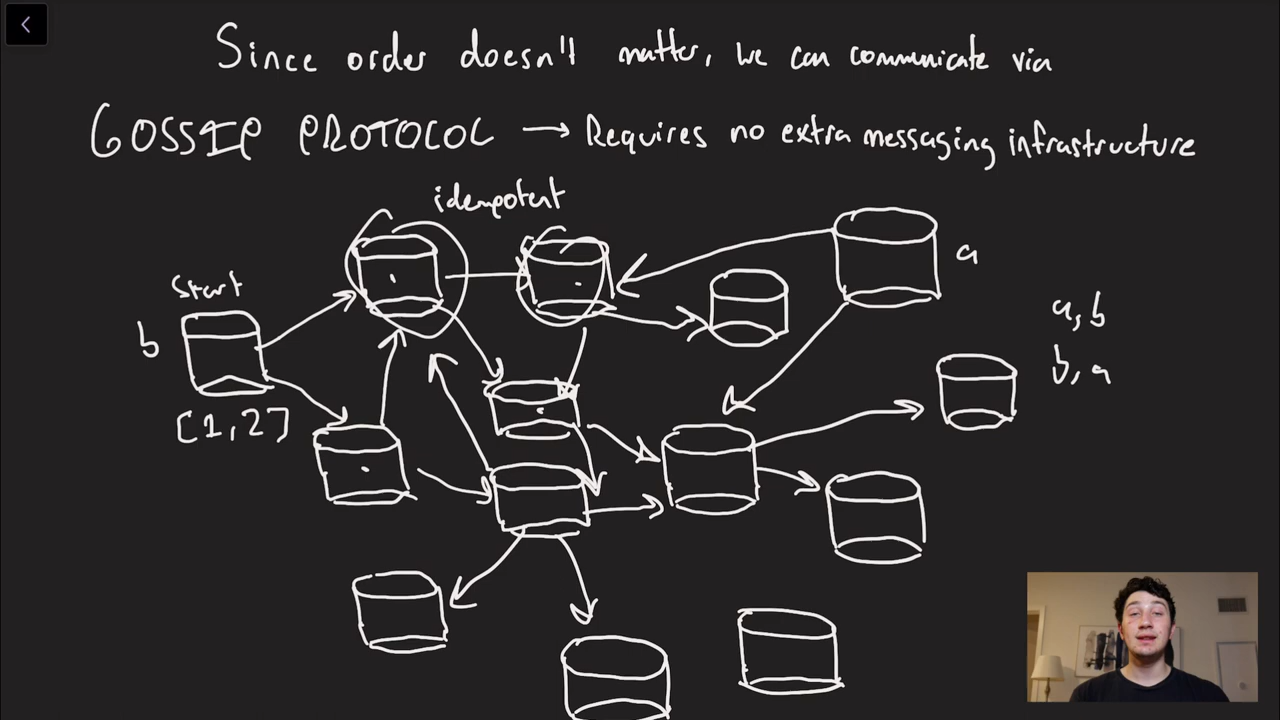 Since order doesn't matter, we can communicate via
GOSSIP PROTOCOL → Requires no extra messaging infrastructure
idempotent
a
start
b
a,b
b,a
[1,2]